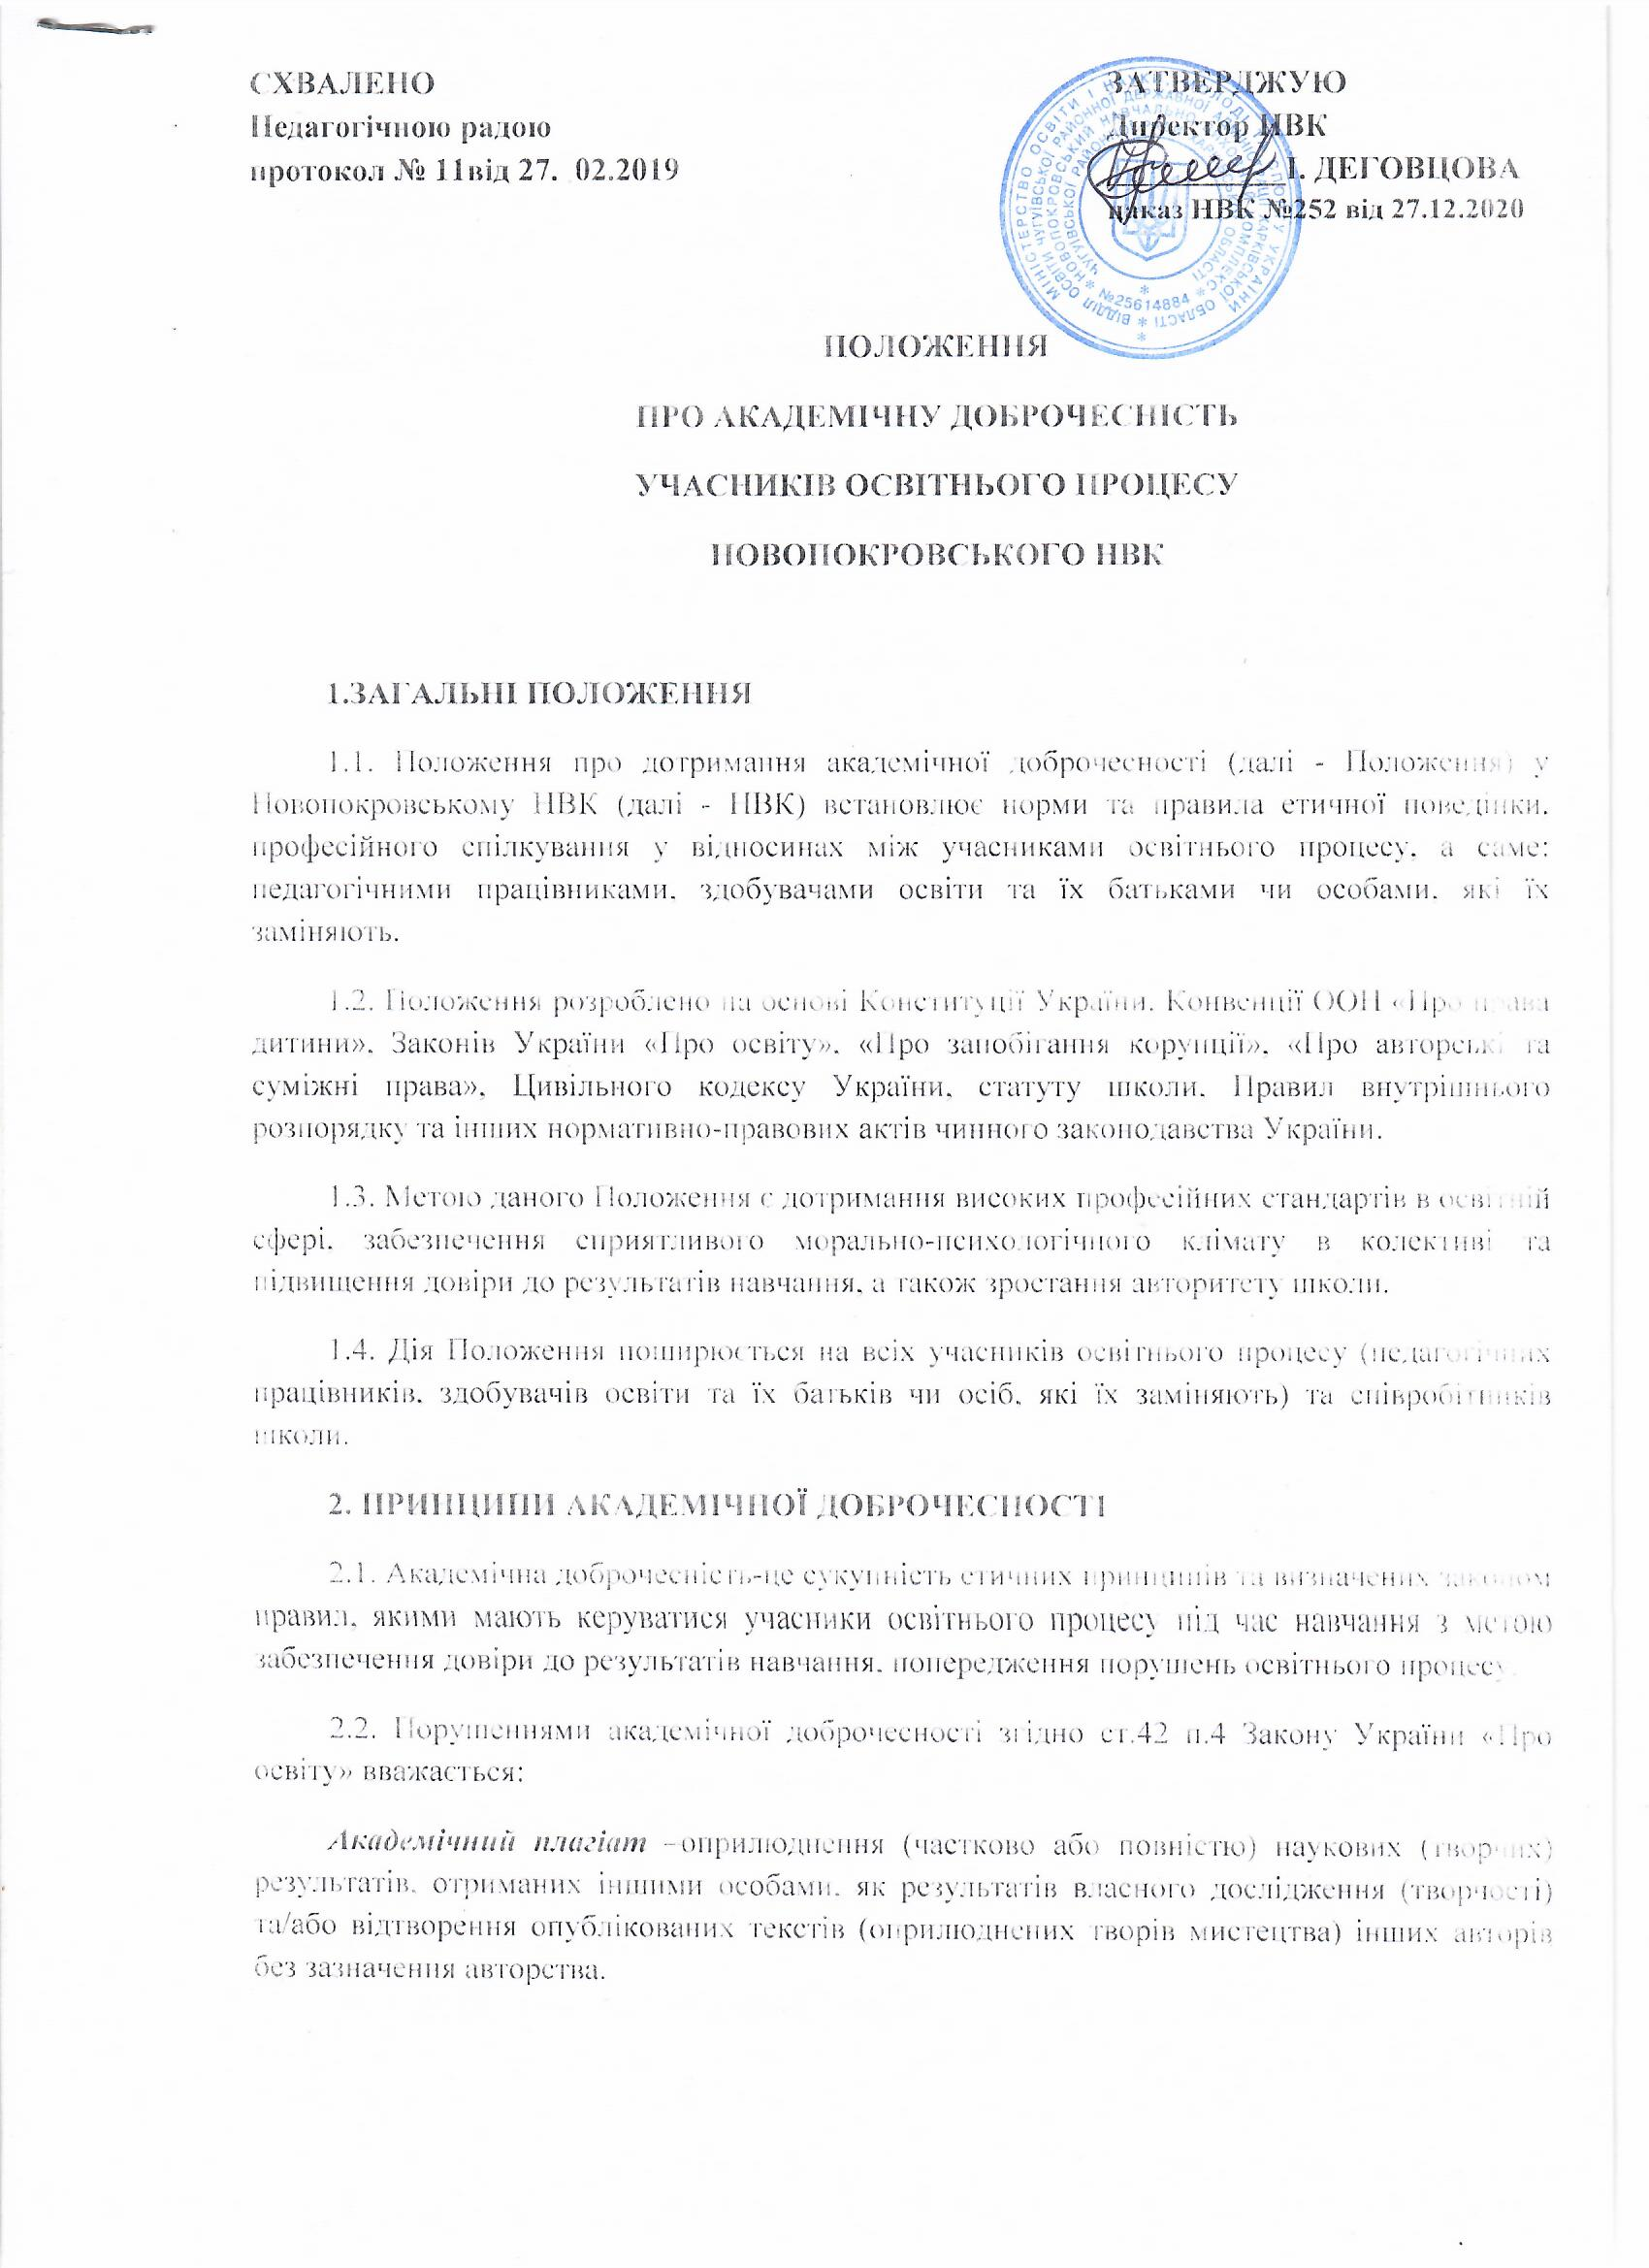 СХВАЛЕНО
Педагогічною радою
протокол № 11від 27. 02.2019
ЗАТВЕРДЖУЮ
Директор НВК
І. ДЕГОВЦОВА
наказ НВК №252 від 27.12.2020
№25614884
ПОЛОЖЕННЯ
ПРО АКАДЕМІЧНУ ДОБРОЧЕСНІСТЬ
УЧАСНИКІВ ОСВІТНЬОГО ПРОЦЕСУ
НОВОПОКРОВСЬКОГО НВК
1.ЗАГАЛЬНІ ПОЛОЖЕННЯ
1.1. Положення про дотримання академічної доброчесності (далі - Положення) у
Новопокровському НВК (далі - НВК) встановлює норми та правила етичної поведінки,
професійного спілкування у відносинах між учасниками освітнього процесу, а саме:
педагогічними працівниками, здобувачами освіти та їх батьками чи особами, які їх
заміняють.
1.2. Положення розроблено на основі Конституції України, Конвенції ООН «Про права
дитини», Законів України «Про освіту», «Про запобігання корупції», «Про авторські та
суміжні права», Цивільного кодексу України, статуту школи, Правил внутрішнього
розпорядку та інших нормативно-правових актів чинного законодавства України.
1.3. Метою даного Положення є дотримання високих професійних стандартів в освітній
сфері, забезпечення сприятливого морально-психологічного клімату в колективі та
підвищення довіри до результатів навчання, а також зростання авторитету школи.
1.4. Дія Положення поширюється на всіх учасників освітнього процесу (педагогічних
працівників, здобувачів освіти та їх батьків чи осіб, які їх заміняють) та співробітників
школи.
2. ПРИНЦИПИ АКАДЕМІЧНОЇ ДОБРОЧЕСНОСТІ
2.1. Академічна доброчесність-це сукупність етичних принципів та визначених законом
правил, якими мають керуватися учасники освітнього процесу під час навчання з метою
забезпечення довіри до результатів навчання, попередження порушень освітнього процесу.
2.2. Порушеннями академічної доброчесності згідно ст.42 п.4 Закону України «Про
освіту» вважається:
Академічний плагіат –оприлюднення (частково або повністю) наукових (творчих)
результатів, отриманих іншими особами, як результатів власного дослідження (творчості)
та/або відтворення опублікованих текстів (оприлюднених творів мистецтва) інших авторів
без зазначення авторства.